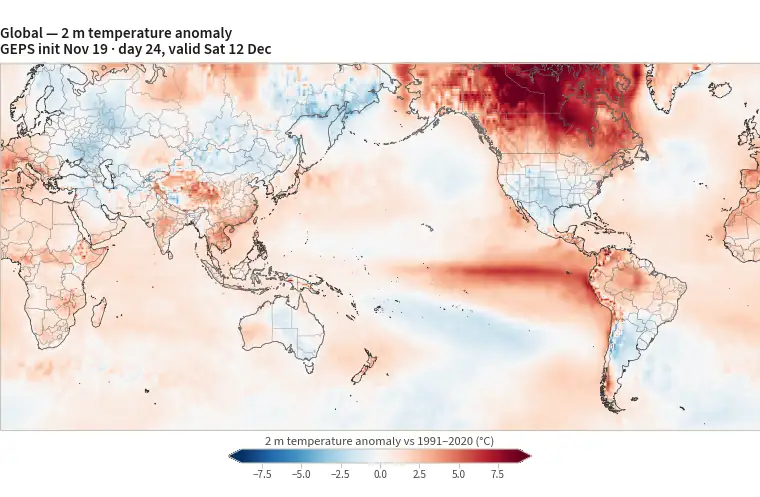 Global — 2 m temperature anomaly
GEPS init Nov 19 · day 24, valid Sat 12 Dec
2 m temperature anomaly vs 1991–2020 (°C)
−7.5 −5.0 −2.5 0.0 2.5 5.0 7.5